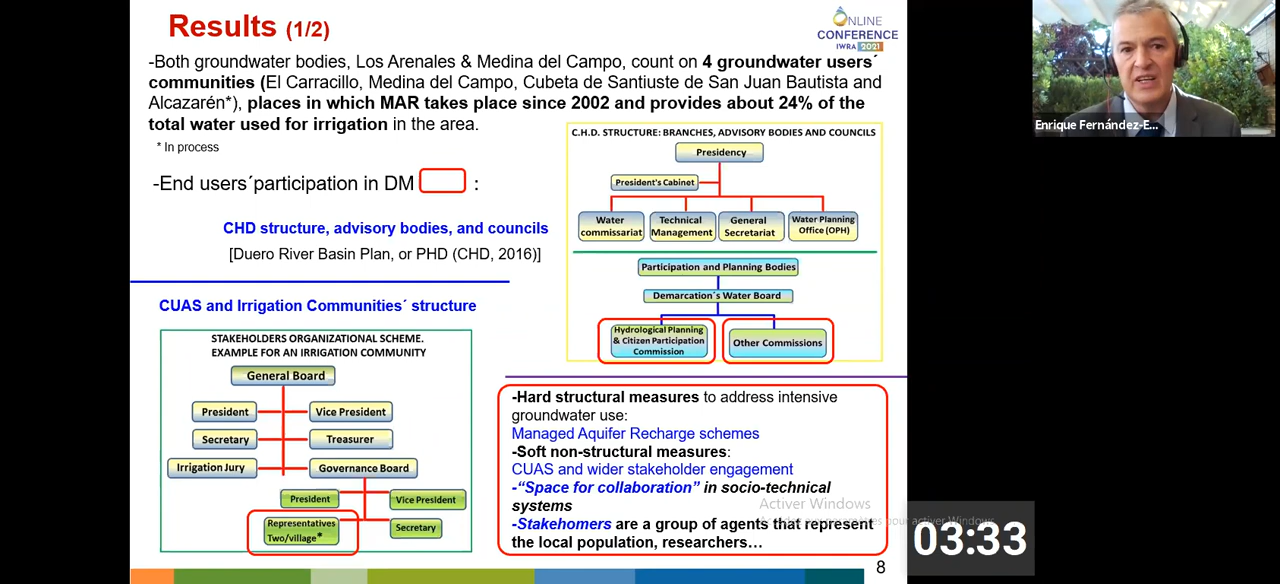 Results (1/2)
ONLINE
CONFERENCE
IWRA 2021
-Both groundwater bodies, Los Arenales & Medina del Campo, count on 4 groundwater users´
communities (El Carracillo, Medina del Campo, Cubeta de Santiuste de San Juan Bautista and
Alcazarén*), places in which MAR takes place since 2002 and provides about 24% of the
total water used for irrigation in the area.
* In process
-End users´participation in DM :
CHD structure, advisory bodies, and councils
[Duero River Basin Plan, or PHD (CHD, 2016)]
C.H.D. STRUCTURE: BRANCHES, ADVISORY BODIES AND COUNCILS
Presidency
President's Cabinet
Water
commissariat
Technical
Management
General
Secretariat
Water Planning
Office (OPH)
Participation and Planning Bodies
Demarcation´s Water Board
Hydrological Planning
& Citizen Participation
Commission
Other Commissions
CUAS and Irrigation Communities´ structure
STAKEHOLDERS ORGANIZATIONAL SCHEME.
EXAMPLE FOR AN IRRIGATION COMMUNITY
General Board
President
Vice President
Secretary
Treasurer
Irrigation Jury
Governance Board
President
Vice President
Representatives
Two/village*
Secretary
-Hard structural measures to address intensive
groundwater use:
Managed Aquifer Recharge schemes
-Soft non-structural measures:
CUAS and wider stakeholder engagement
-“Space for collaboration” in socio-technical
systems
-Stakehomers are a group of agents that represent
the local population, researchers…
Activer Windows
pour activer Windows
8
Enrique Fernández-E...
03:33